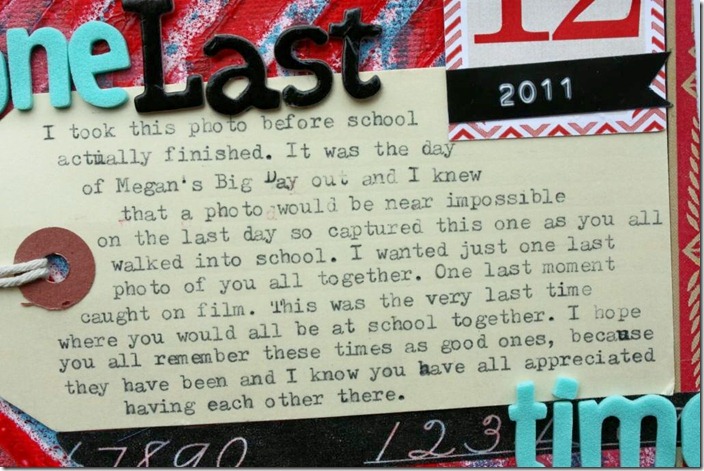 one Last
12
2011
I took this photo before school
actually finished. It was the day
of Megan's Big Day out and I knew
that a photo would be near impossible
on the last day so captured this one as you all
walked into school. I wanted just one last
photo of you all together. One last moment
caught on film. This was the very last time
where you would all be at school together. I hope
you all remember these times as good ones, because
they have been and I know you have all appreciated
having each other there.
time
7890 123